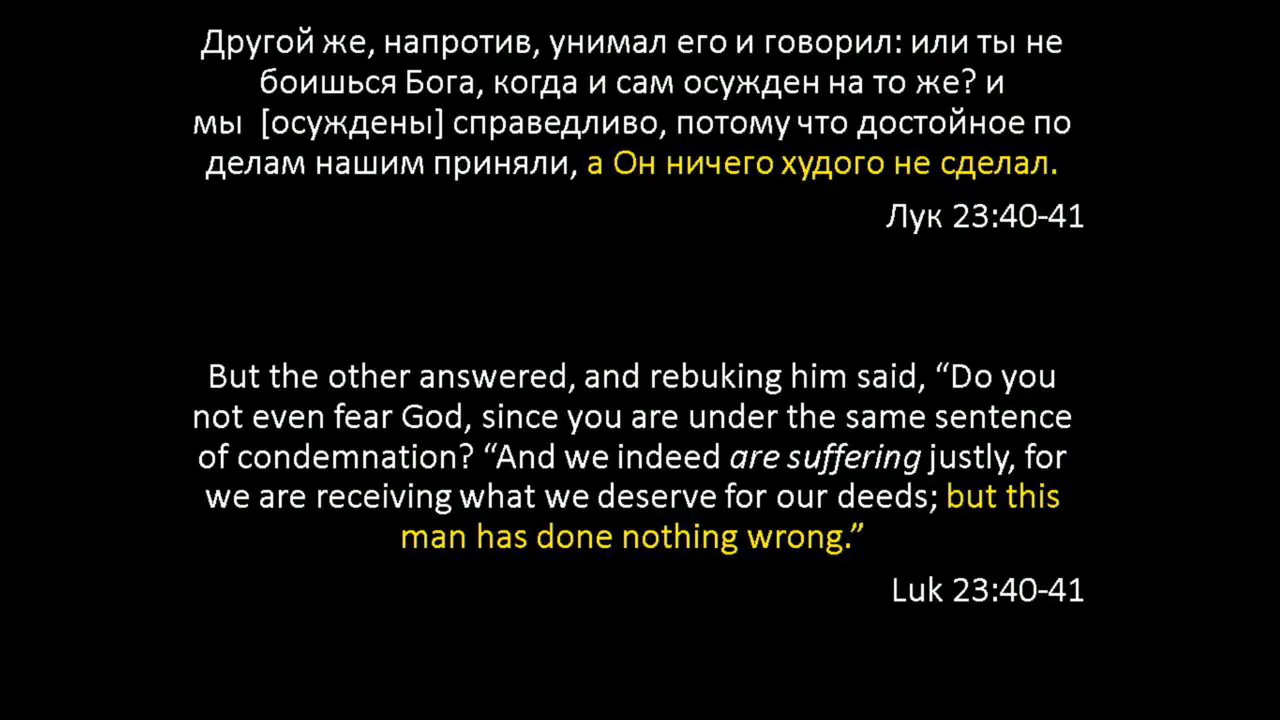 Другой же, напротив, унимал его и говорил: или ты не
боишься Бога, когда и сам осужден на то же? и
мы [осуждены] справедливо, потому что достойное по
делам нашим приняли, а Он ничего худого не сделал.
Лук 23:40-41
But the other answered, and rebuking him said, “Do you
not even fear God, since you are under the same sentence
of condemnation? “And we indeed are suffering justly, for
we are receiving what we deserve for our deeds; but this
man has done nothing wrong.”
Luk 23:40-41